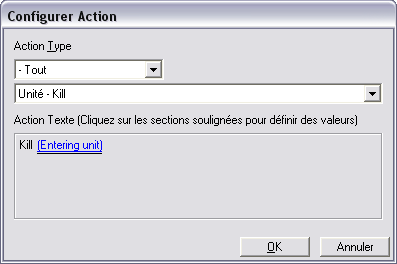 Configurer Action
Action Type
- Tout
Unité - Kill
Action Texte (Cliquez sur les sections soulignées pour définir des valeurs)
Kill (Entering unit)
OK
Annuler